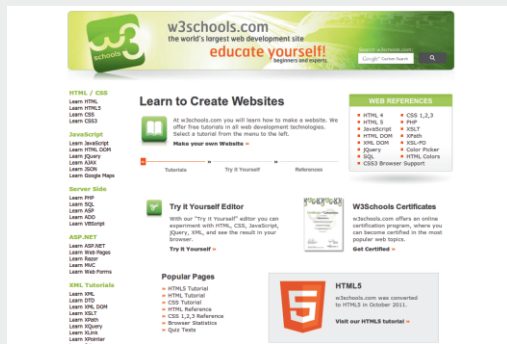 w3schools.com
the world's largest web development site
educate yourself!
beginners and experts
schools
Search w3schools.com:
Google™ Custom Search
HTML / CSS
Learn HTML
Learn HTML5
Learn CSS
Learn CSS3
JavaScript
Learn JavaScript
Learn HTML DOM
Learn jQuery
Learn AJAX
Learn JSON
Learn Google Maps
Server Side
Learn PHP
Learn SQL
Learn ASP
Learn ADO
Learn VBScript
ASP.NET
Learn ASP.NET
Learn Web Pages
Learn Razor
Learn MVC
Learn Web Forms
XML Tutorials
Learn XML
Learn DTD
Learn XML DOM
Learn XSLT
Learn XPath
Learn XQuery
Learn XLink
Learn XPointer
Learn to Create Websites
At w3schools.com you will learn how to make a website. We
offer free tutorials in all web development technologies.
Select a tutorial from the menu to the left.
Make your own Website »
Tutorials
Try it Yourself
References
WEB REFERENCES
HTML 4
HTML 5
JavaScript
HTML DOM
XML DOM
jQuery
SQL
CSS3 Browser Support
CSS 1,2,3
PHP
XSLT
XPath
XSL-FO
Color Picker
HTML Colors
Try it Yourself Editor
With our "Try it Yourself" editor you can
experiment with HTML, CSS, JavaScript,
jQuery, XML, and see the result in your
browser.
Try it Yourself »
W3Schools Certificates
w3schools.com offers an online
certification program, where you
can become certified in the most
popular web topics.
Get Certified »
Popular Pages
» HTML5 Tutorial
» HTML Tutorial
» CSS Tutorial
» HTML Reference
» CSS 1,2,3 Reference
» Browser Statistics
» Quiz Tests
HTML5
w3schools.com was converted
to HTML5 in October 2011.
Visit our HTML5 tutorial »